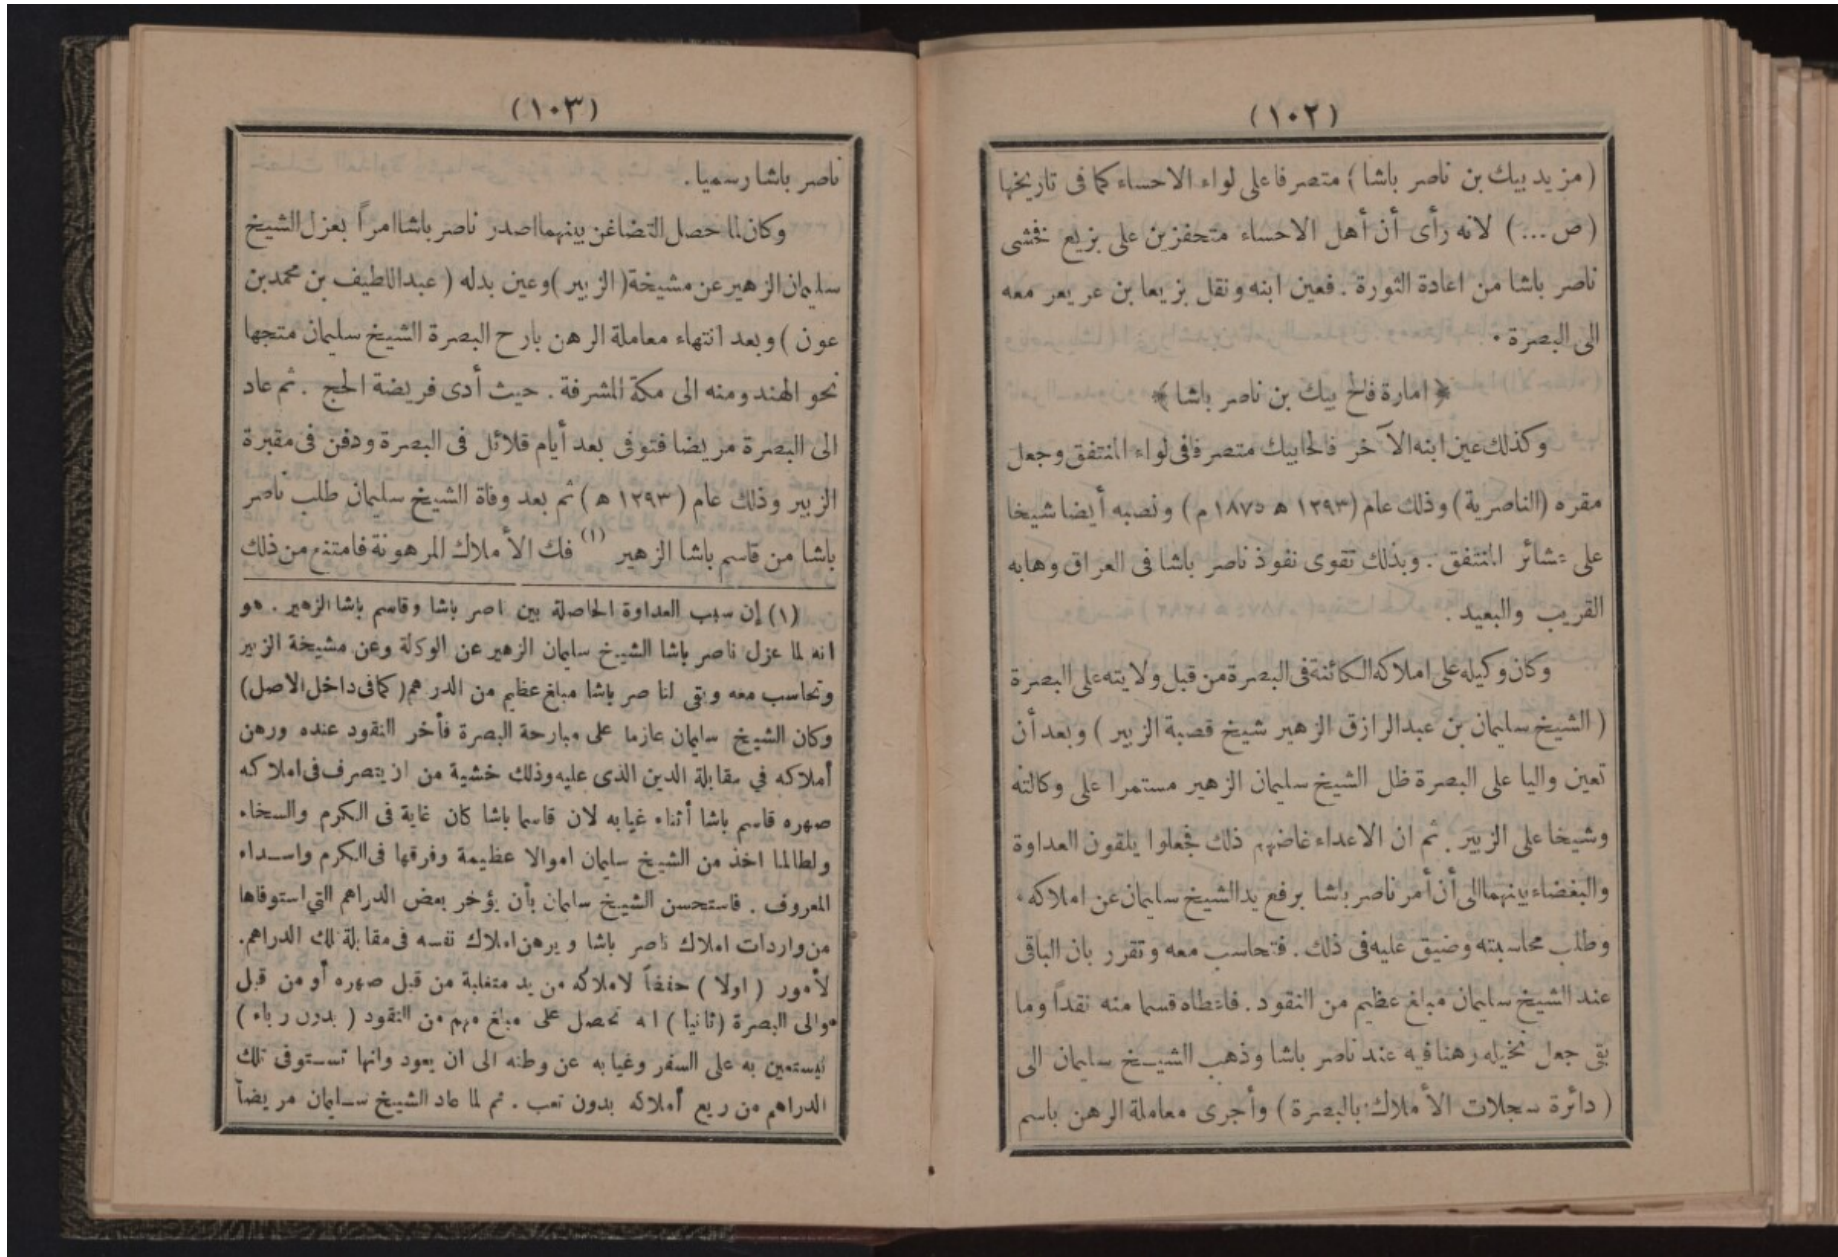 (١٠٢)
( مزيد بيك بن ناصر باشا ) متصرفا على لواء الاحساء كما فى تاريخها
( ص ... ) لانه رأى أن أهل الاحساء متحفزين على بزيع فخشى
ناصر باشا من اعادة الثورة . فعين ابنه ونقل بزيعا بن عريعر معه
الى البصرة .
﴿ امارة فالح بيك بن ناصر باشا ﴾
وكذلك عين ابنه الآخر فالحا بيك متصرفا فى لواء المنتفق وجعل
مقره (الناصرية) وذلك عام (١٢٩٣ ه ١٨٧٥ م) ونصبه أيضا شيخا
على عشائر المنتفق . وبذلك تقوى نفوذ ناصر باشا فى العراق وهابه
القريب والبعيد .
وكان وكيله على املاكه الكائنة فى البصرة من قبل ولايته على البصرة
( الشيخ سليمان بن عبد الرازق الزهير شيخ قصبة الزبير ) وبعد أن
تعين واليا على البصرة ظل الشيخ سليمان الزهير مستمرا على وكالته
وشيخا على الزبير . ثم ان الاعداء غاضهم ذلك فجعلوا يلقون العداوة
والبغضاء بينهما الى أن أمر ناصر باشا برفع يد الشيخ سليمان عن املاكه .
وطلب محاسبته وضيق عليه فى ذلك . فتحاسب معه وتقرر بان الباقى
عند الشيخ سليمان مبلغ عظيم من النقود . فاعطاه قسما منه نقداً وما
بقى جعل نخيله رهنا فيه عند ناصر باشا وذهب الشيخ سليمان الى
( دائرة سجلات الأملاك بالبصرة ) وأجرى معاملة الرهن باسم
(١٠٣)
ناصر باشا رسميا .
وكان لما حصل التضاغن بينهما اصدر ناصر باشا امراً بعزل الشيخ
سليمان الزهير عن مشيخة ( الزبير ) وعين بدله ( عبد اللطيف بن محمد بن
عون ) وبعد انتهاء معاملة الرهن بارح البصرة الشيخ سليمان متجها
نحو الهند ومنه الى مكة المشرفة . حيث أدى فريضة الحج . ثم عاد
الى البصرة مريضا فتوفى بعد أيام قلائل فى البصرة ودفن فى مقبرة
الزبير وذلك عام ( ١٢٩٣ ه ) ثم بعد وفاة الشيخ سليمان طلب ناصر
باشا من قاسم باشا الزهير (١) فك الأملاك المرهونة فامتنع من ذلك
(١) إن سبب العداوة الحاصلة بين اصر باشا وقاسم باشا الزهير . هو
انه لما عزل ناصر باشا الشيخ سليمان الزهير عن الوكالة وعن مشيخة الزبير
وتحاسب معه وبقى لناصر باشا مبلغ عظيم من الدرهم ( كما فى داخل الاصل)
وكان الشيخ سليمان عازما على مبارحة البصرة فأخر النقود عنده ورهن
أملاكه في مقابلة الدين الذى عليه وذلك خشية من ان يتصرف فى املاكه
صهره قاسم باشا أثناء غيابه لان قاسما باشا كان غاية فى الكرم والسخاء
ولطالما اخذ من الشيخ سليمان اموالا عظيمة وفرقها فى الكرم واسداء
المعروف . فاستحسن الشيخ سليمان بأن يؤخر بعض الدراهم التي استوفاها
من واردات املاك ناصر باشا و يرهن املاك نفسه فى مقابلة تلك الدراهم .
لأمور ( اولا ) حفظاً لاملاكه من يد متغلبة من قبل صهره أو من قبل
والى البصرة ( ثانيا ) انه تحصل على مبلغ مهم من النقود ( بدون رباء )
ليستعين به على السفر وغيابه عن وطنه الى ان يعود وانها تستوفى تلك
الدراهم من ريع أملاكه بدون تعب . ثم لما عاد الشيخ سليمان مريضاً